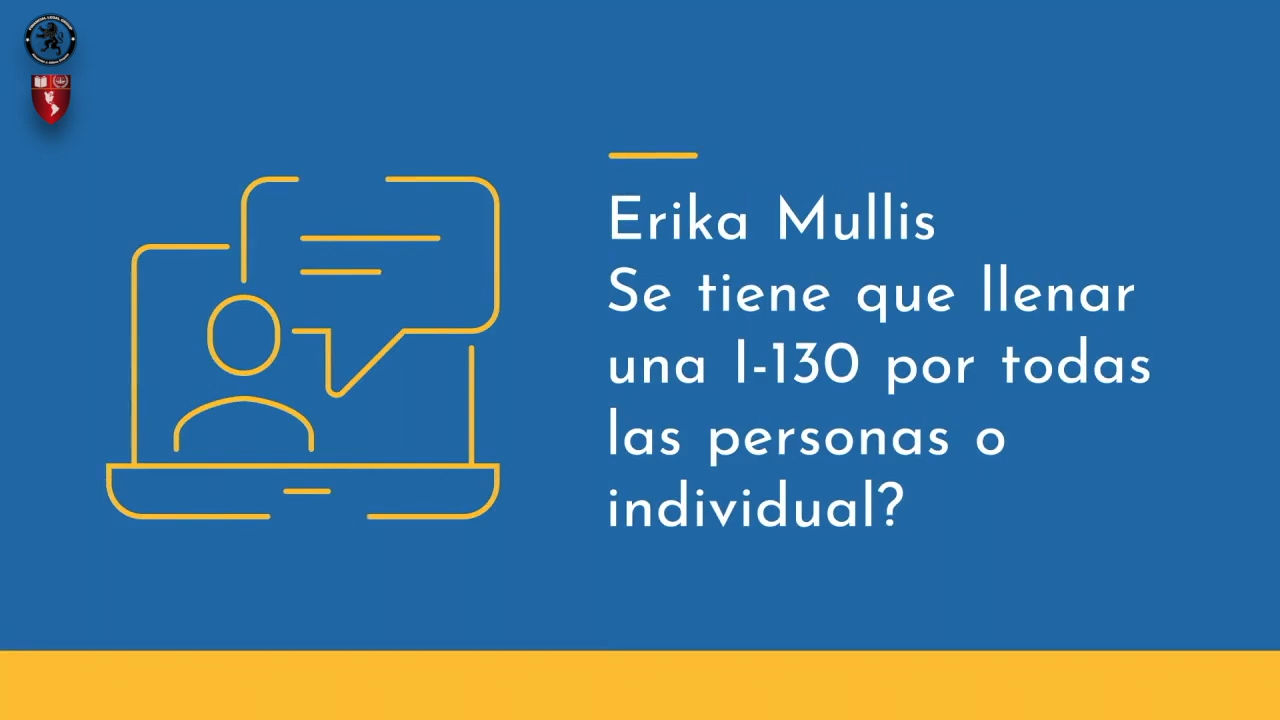 Erika Mullis
Se tiene que llenar
una I-130 por todas
las personas o
individual?